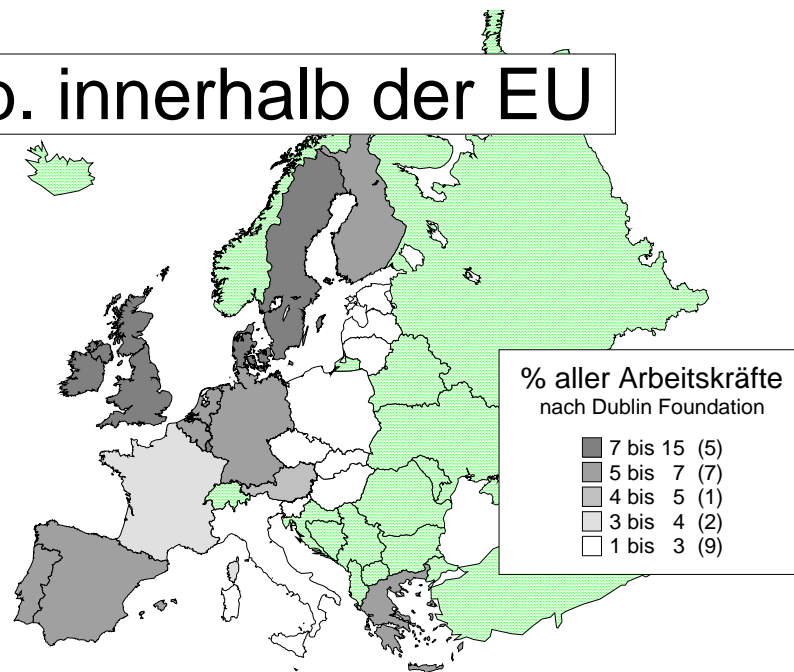 o. innerhalb der EU
% aller Arbeitskräfte
nach Dublin Foundation
7 bis 15 (5)
5 bis 7 (7)
4 bis 5 (1)
3 bis 4 (2)
1 bis 3 (9)